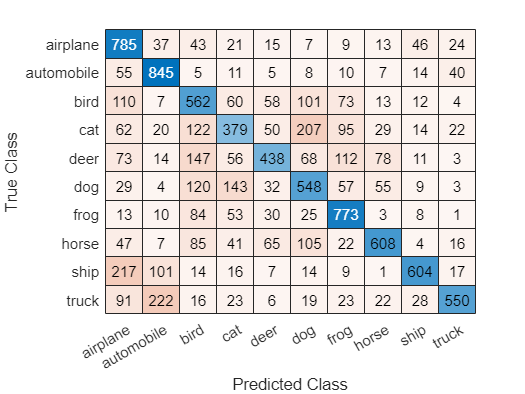 airplane 785 37 43 21 15 7 9 13 46 24
automobile 55 845 5 11 5 8 10 7 14 40
bird 110 7 562 60 58 101 73 13 12 4
cat 62 20 122 379 50 207 95 29 14 22
deer 73 14 147 56 438 68 112 78 11 3
dog 29 4 120 143 32 548 57 55 9 3
frog 13 10 84 53 30 25 773 3 8 1
horse 47 7 85 41 65 105 22 608 4 16
ship 217 101 14 16 7 14 9 1 604 17
truck 91 222 16 23 6 19 23 22 28 550
True Class
airplane automobile bird cat deer dog frog horse ship truck
Predicted Class